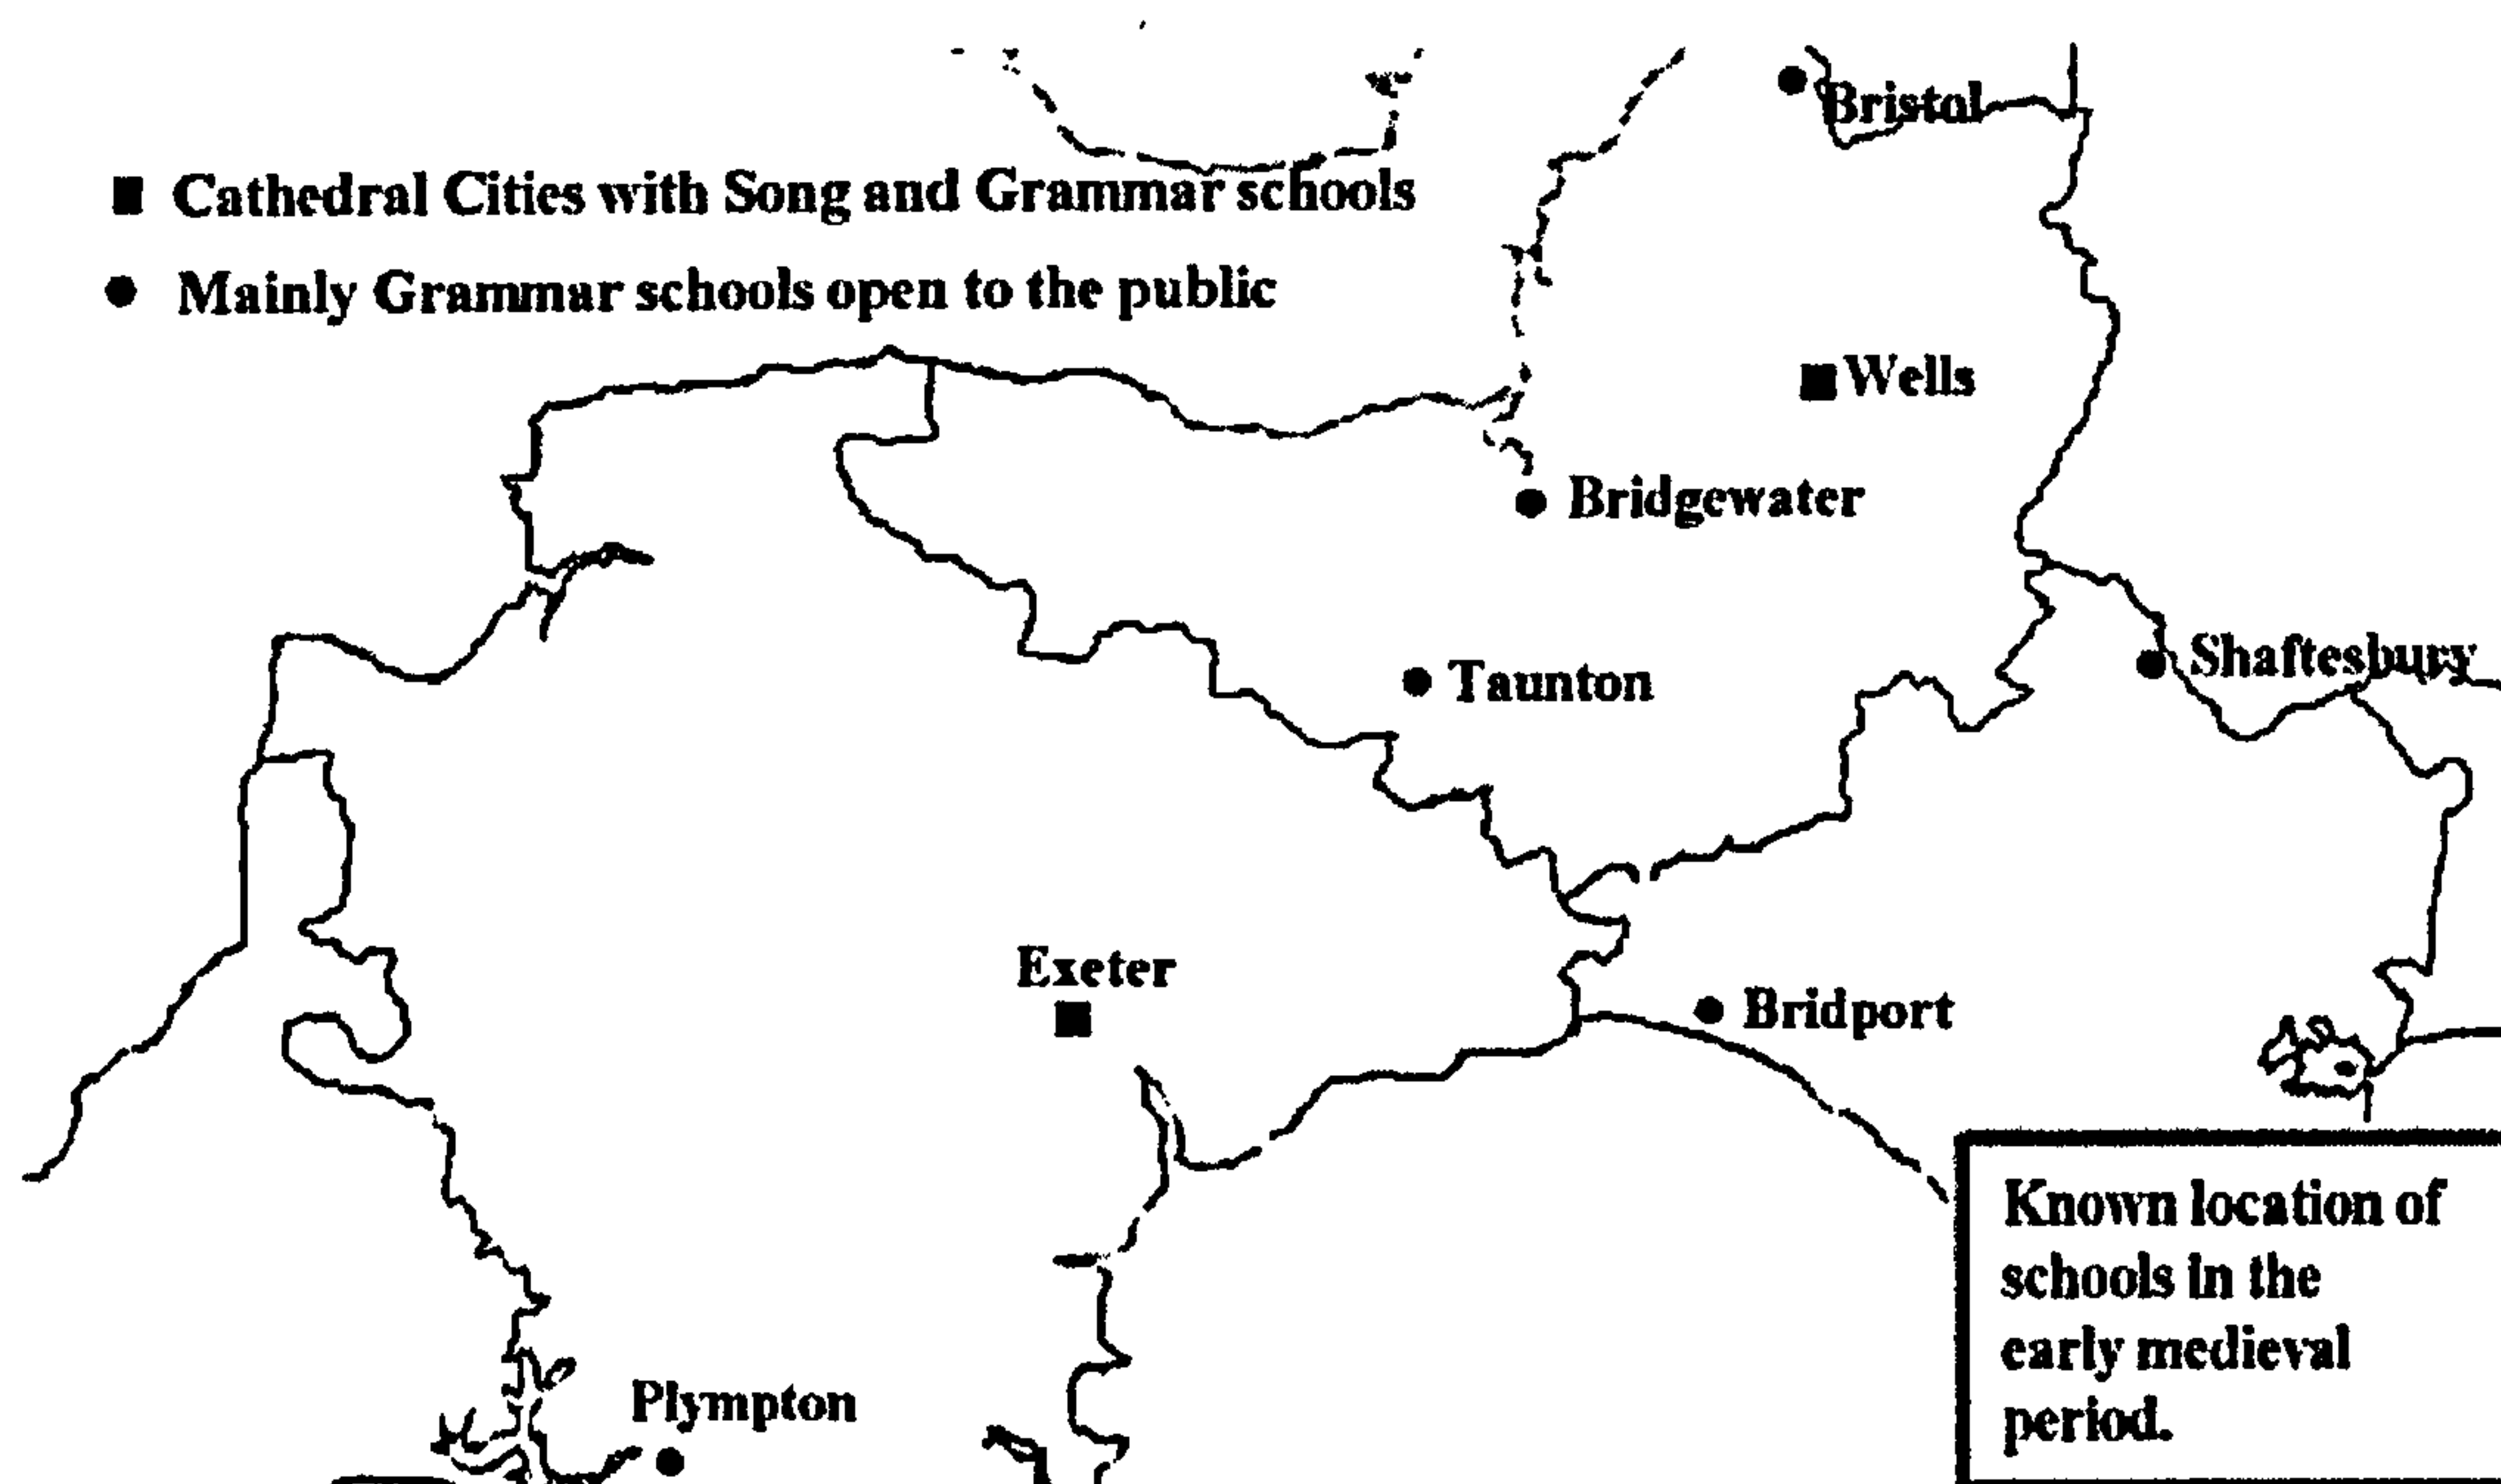 Bristol
Cathedral Cities with Song and Grammar schools
Mainly Grammar schools open to the public
Wells
Bridgewater
Shaftesbury
Taunton
Exeter
Bridport
Known location of
schools in the
early medieval
period.
Plympton